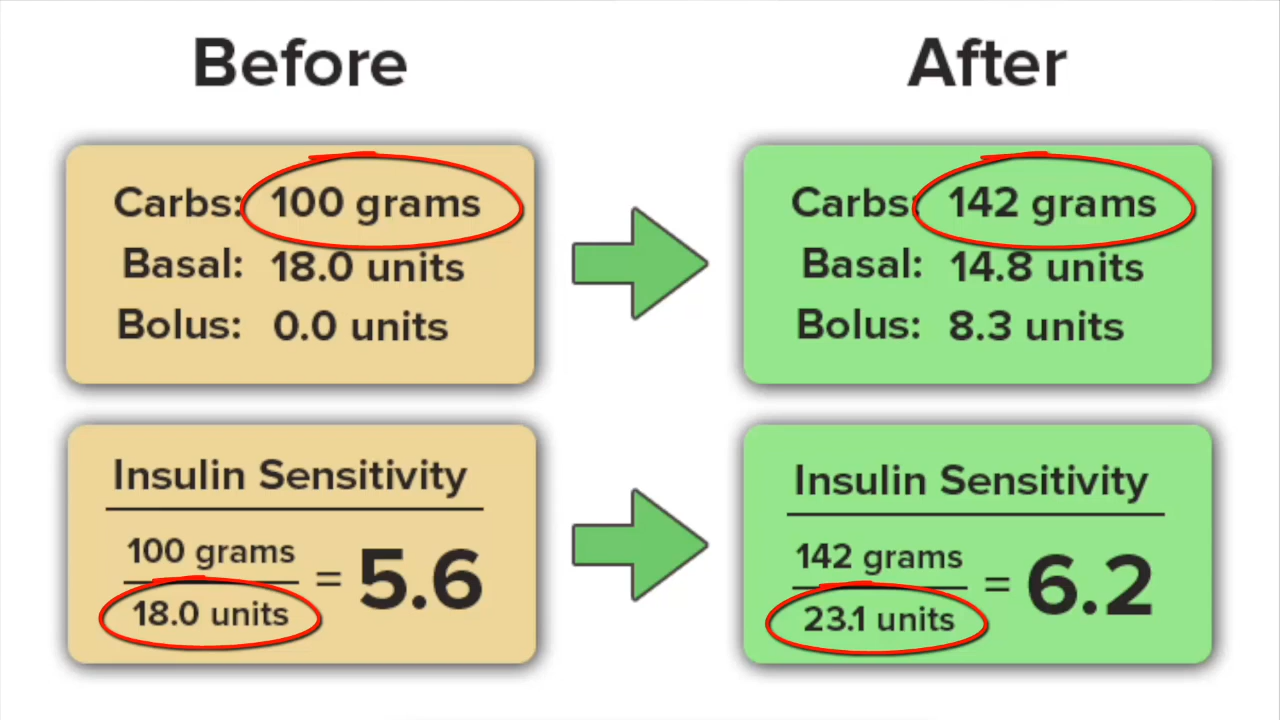 Before
After
Carbs: 100 grams
Basal: 18.0 units
Bolus: 0.0 units
Carbs: 142 grams
Basal: 14.8 units
Bolus: 8.3 units
Insulin Sensitivity
100 grams
18.0 units
= 5.6
Insulin Sensitivity
142 grams
23.1 units
= 6.2